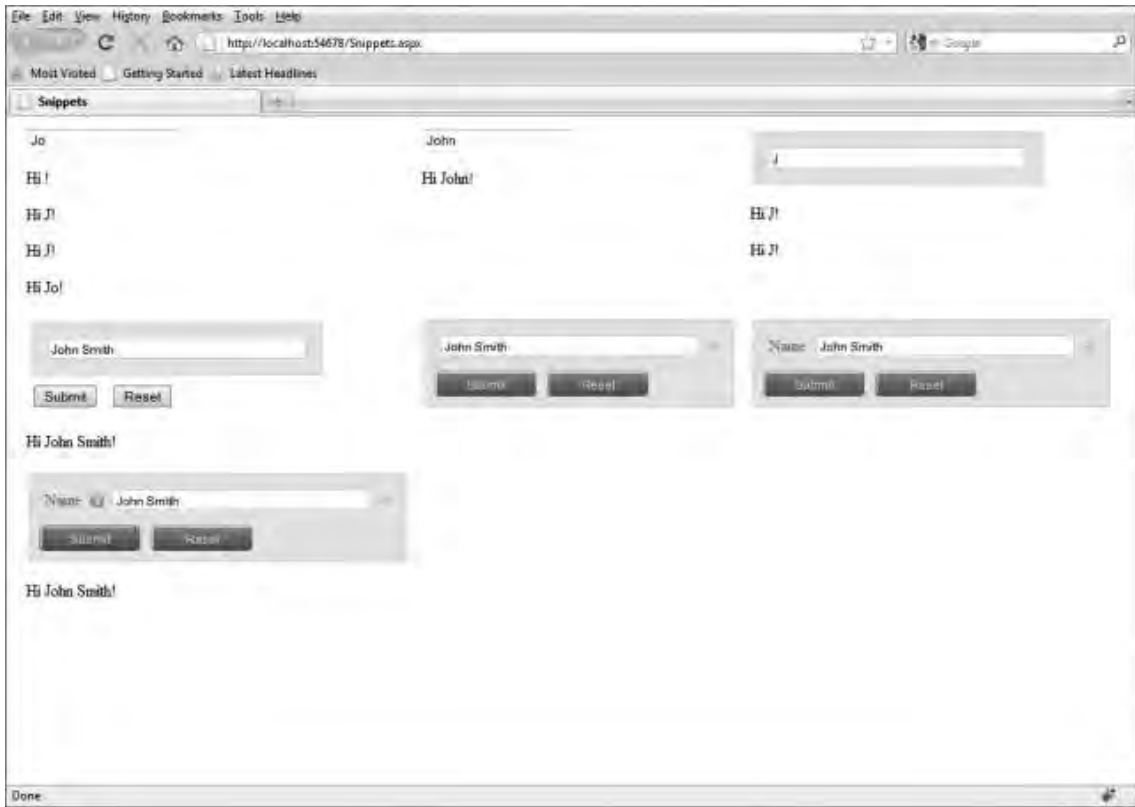 File Edit View History Bookmarks Tools Help
http://localhost:54678/Snippets.aspx
Google
Most Visited Getting Started Latest Headlines
Snippets
Jo
John
J
Hi !
Hi John!
Hi J!
Hi J!
Hi J!
Hi J!
Hi Jo!
John Smith
John Smith
Name John Smith
Submit Reset
Submit Reset
Submit Reset
Hi John Smith!
Name John Smith
Submit Reset
Hi John Smith!
Done